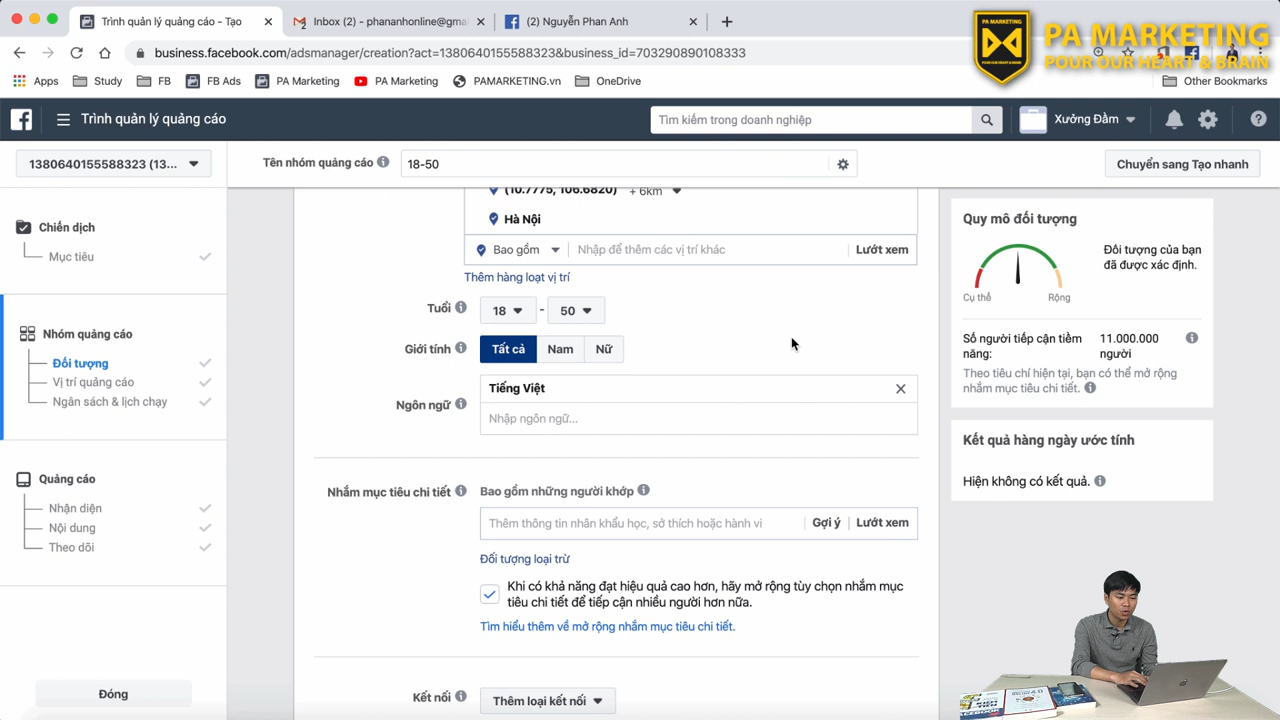 Trình quản lý quảng cáo - Tạo
Inbox (2) - phananhonline@gma
(2) Nguyễn Phan Anh
business.facebook.com/adsmanager/creation?act=1380640155588323&business_id=703290890108333
PA MARKETING
PA MARKETING
POUR OUR HEART & BRAIN
Apps
Study
FB
FB Ads
PA Marketing
PA Marketing
PAMARKETING.VN
OneDrive
Other Bookmarks
Trình quản lý quảng cáo
Tìm kiếm trong doanh nghiệp
Xưởng Đầm
1380640155588323 (13...
Tên nhóm quảng cáo
18-50
Chuyển sang Tạo nhanh
Chiến dịch
Mục tiêu
Nhóm quảng cáo
Đối tượng
Vị trí quảng cáo
Ngân sách & lịch chạy
Quảng cáo
Nhận diện
Nội dung
Theo dõi
Đóng
(10.7775, 106.6820) + 6km
Hà Nội
Bao gồm
Nhập để thêm các vị trí khác
Lướt xem
Thêm hàng loạt vị trí
Tuổi
18 - 50
Giới tính
Tất cả
Nam
Nữ
Ngôn ngữ
Tiếng Việt
Nhập ngôn ngữ...
Nhắm mục tiêu chi tiết
Bao gồm những người khớp
Thêm thông tin nhân khẩu học, sở thích hoặc hành vi
Gợi ý
Lướt xem
Đối tượng loại trừ
Khi có khả năng đạt hiệu quả cao hơn, hãy mở rộng tùy chọn nhắm mục
tiêu chi tiết để tiếp cận nhiều người hơn nữa.
Tìm hiểu thêm về mở rộng nhắm mục tiêu chi tiết.
Kết nối
Thêm loại kết nối
Quy mô đối tượng
Cụ thể
Rộng
Đối tượng của bạn
đã được xác định.
Số người tiếp cận tiềm
năng:
11.000.000
người
Theo tiêu chí hiện tại, bạn có thể mở rộng
nhắm mục tiêu chi tiết.
Kết quả hàng ngày ước tính
Hiện không có kết quả.